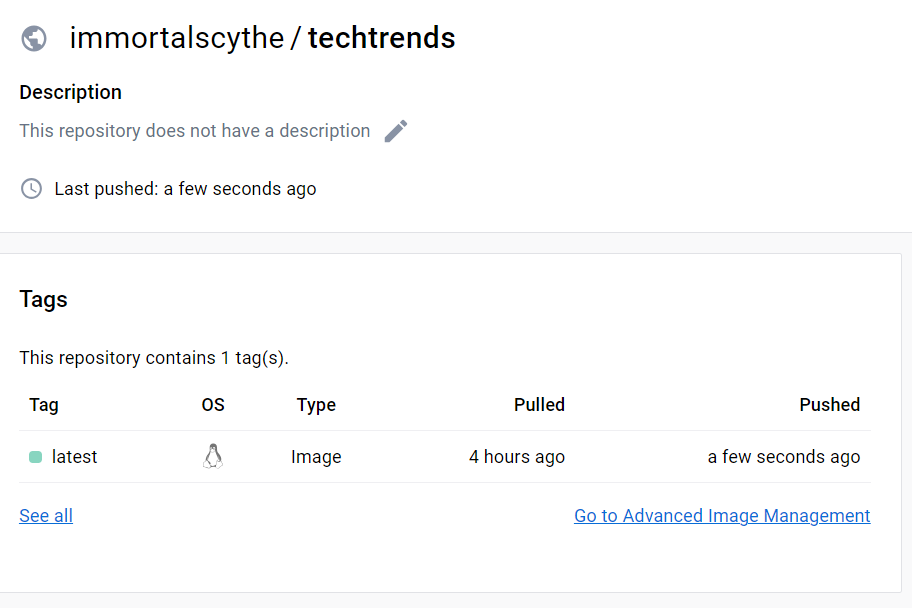 immortalscythe / techtrends
Description
This repository does not have a description
Last pushed: a few seconds ago
Tags
This repository contains 1 tag(s).
Tag OS Type Pulled Pushed
latest Image 4 hours ago a few seconds ago
See all Go to Advanced Image Management